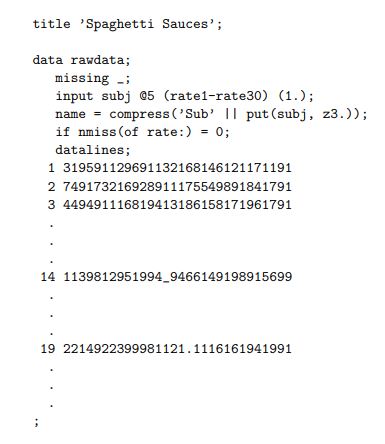 title ’Spaghetti Sauces’;
data rawdata;
missing _;
input subj @5 (rate1-rate30) (1.);
name = compress(’Sub’ || put(subj, z3.));
if nmiss(of rate:) = 0;
datalines;
1 319591129691132168146121171191
2 749173216928911175549891841791
3 449491116819413186158171961791
.
.
.
14 1139812951994_9466149198915699
.
.
.
19 2214922399981121.1116161941991
.
.
.
;